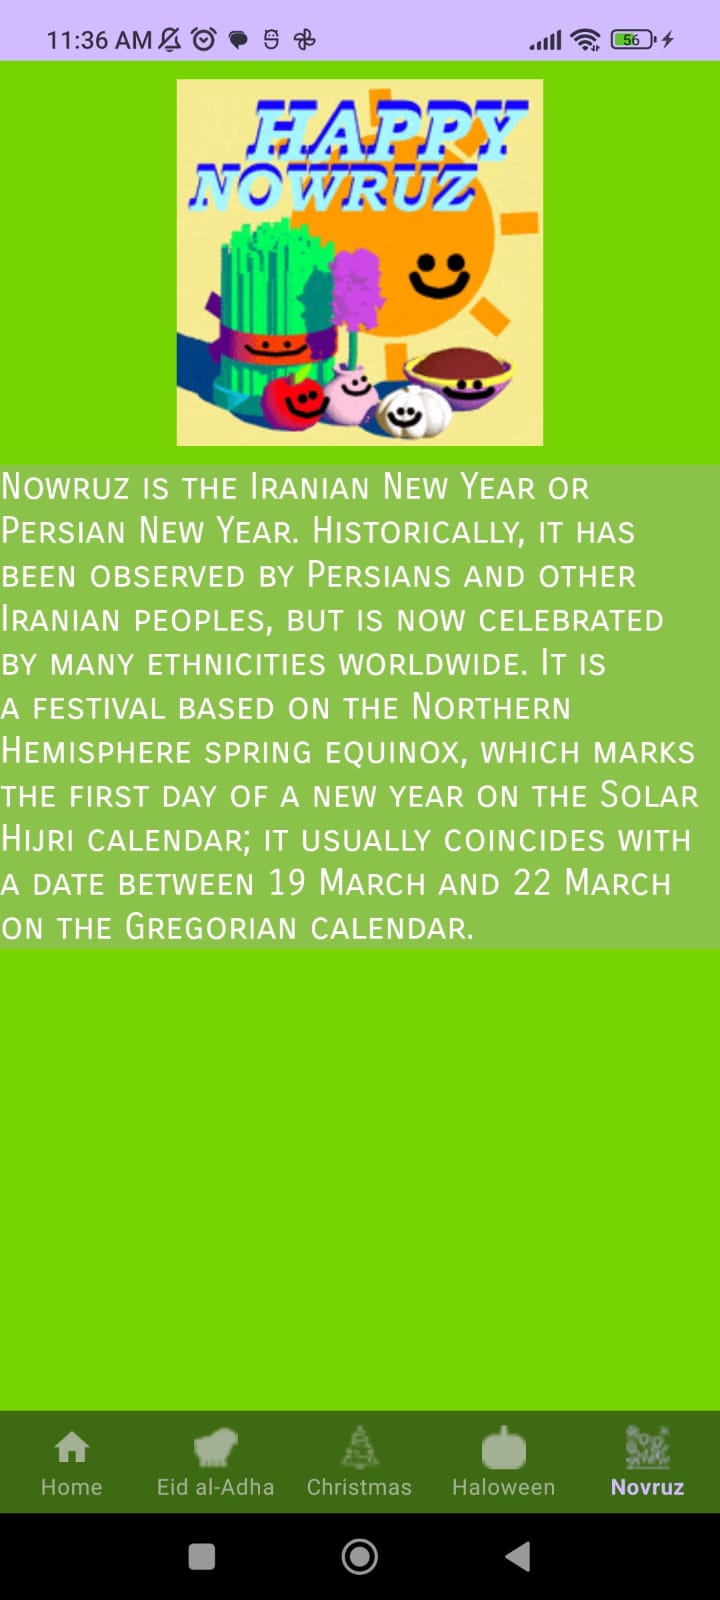 11:36 AM
56
HAPPY
NOWRUZ
Nowruz is the Iranian New Year or
Persian New Year. Historically, it has
been observed by Persians and other
Iranian peoples, but is now celebrated
by many ethnicities worldwide. It is
a festival based on the Northern
Hemisphere spring equinox, which marks
the first day of a new year on the Solar
Hijri calendar; it usually coincides with
a date between 19 March and 22 March
on the Gregorian calendar.
Home
Eid al-Adha
Christmas
Haloween
Novruz